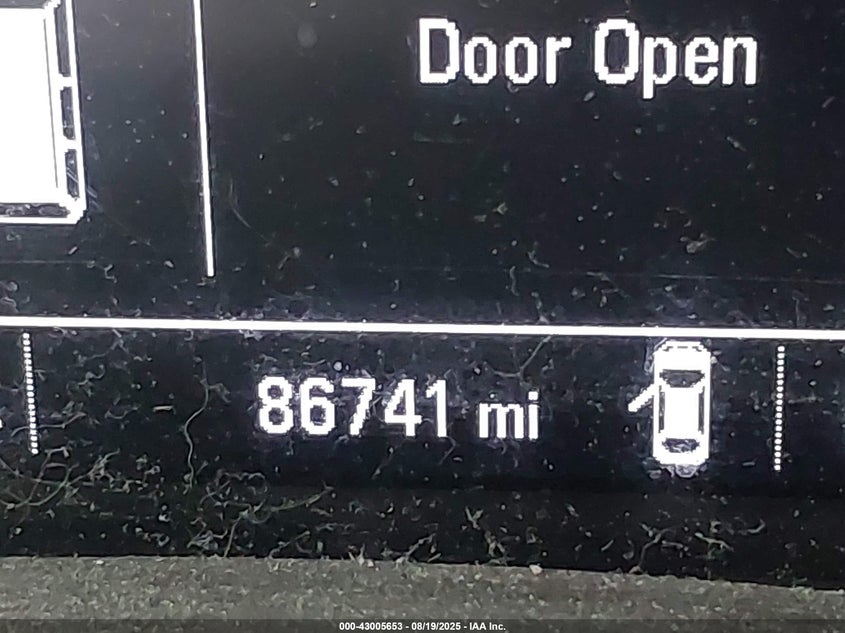 Door Open
86741 mi
000-43005653 - 08/19/2025 - IAA Inc.